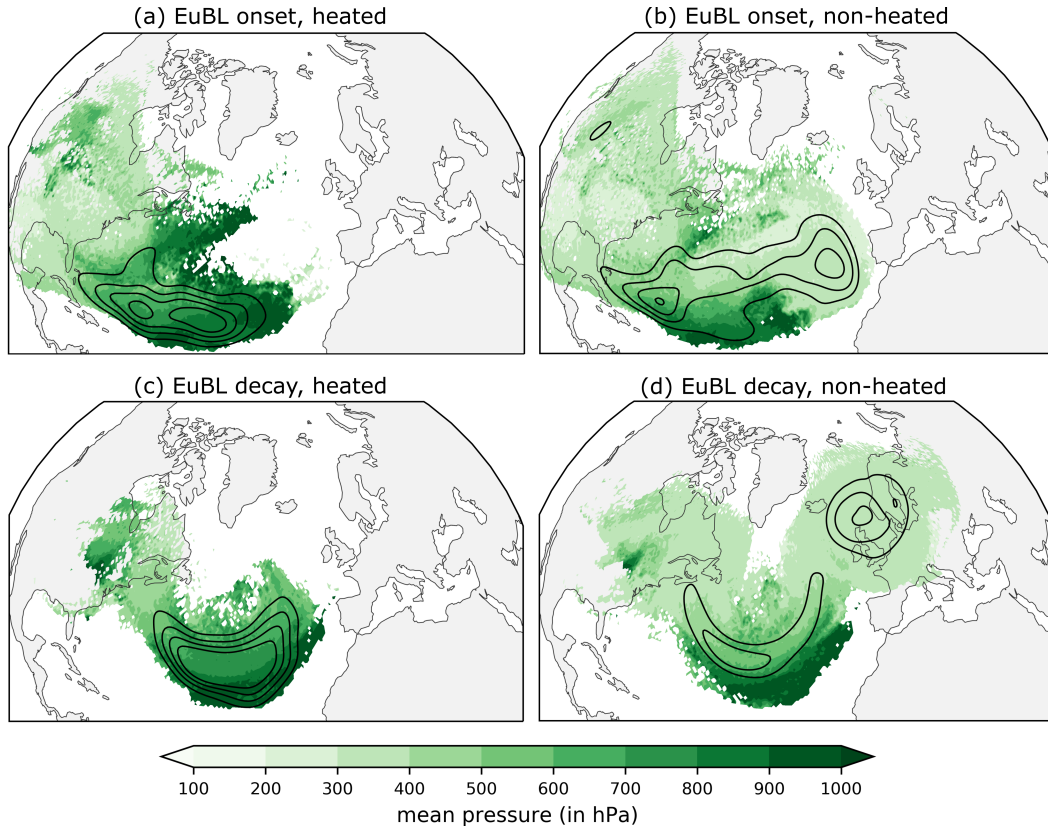 (a) EuBL onset, heated
(b) EuBL onset, non-heated
(c) EuBL decay, heated
(d) EuBL decay, non-heated
100 200 300 400 500 600 700 800 900 1000
mean pressure (in hPa)